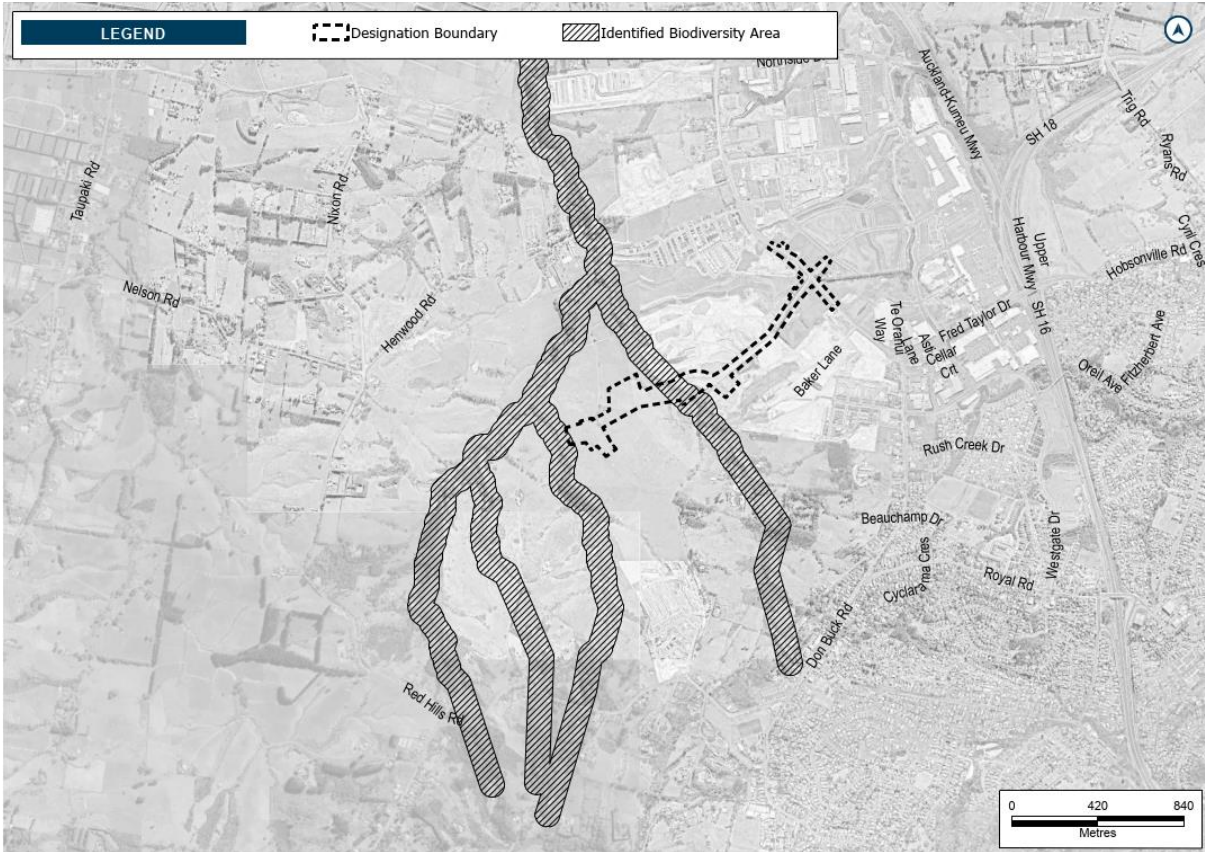 LEGEND
Designation Boundary
Identified Biodiversity Area
Auckland-Kumeu Mwy
SH 18
Trig Rd
Ryans Rd
Cyril Cres
Taupaki Rd
Nixon Rd
Nelson Rd
Henwood Rd
Upper
Harbour Mwy
SH 16
Hobsonville Rd
Te Oranui
Way
Asti
Lane
Fred Taylor Dr
Cellar
Crt
Baker Lane
Oreil Ave
Fitzherbert Ave
Rush Creek Dr
Beauchamp Dr
Westgate Dr
Royal Rd
Cyclarama Cres
Don Buck Rd
Red Hills Rd
0 420 840
Metres